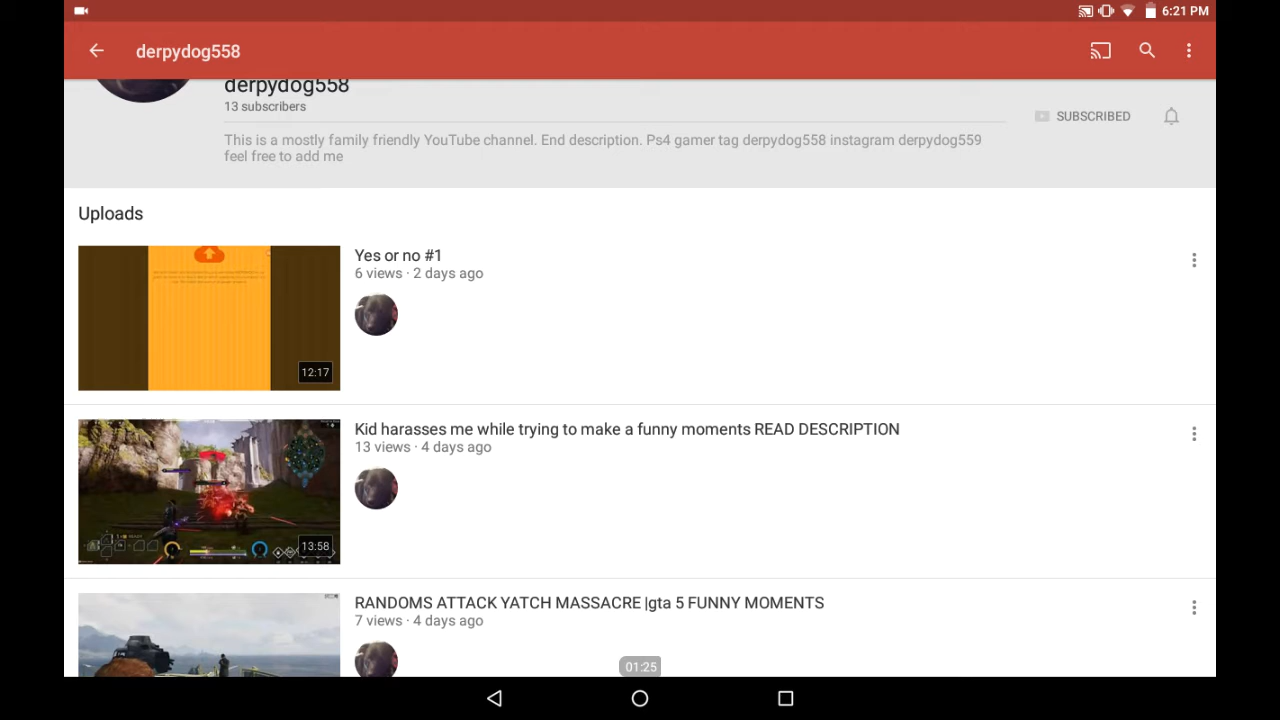 6:21 PM
derpydog558
derpydog558
13 subscribers
SUBSCRIBED
This is a mostly family friendly YouTube channel. End description. Ps4 gamer tag derpydog558 instagram derpydog559
feel free to add me
Uploads
Yes or no #1
6 views · 2 days ago
12:17
Kid harasses me while trying to make a funny moments READ DESCRIPTION
13 views · 4 days ago
13:58
RANDOMS ATTACK YATCH MASSACRE |gta 5 FUNNY MOMENTS
7 views · 4 days ago
01:25